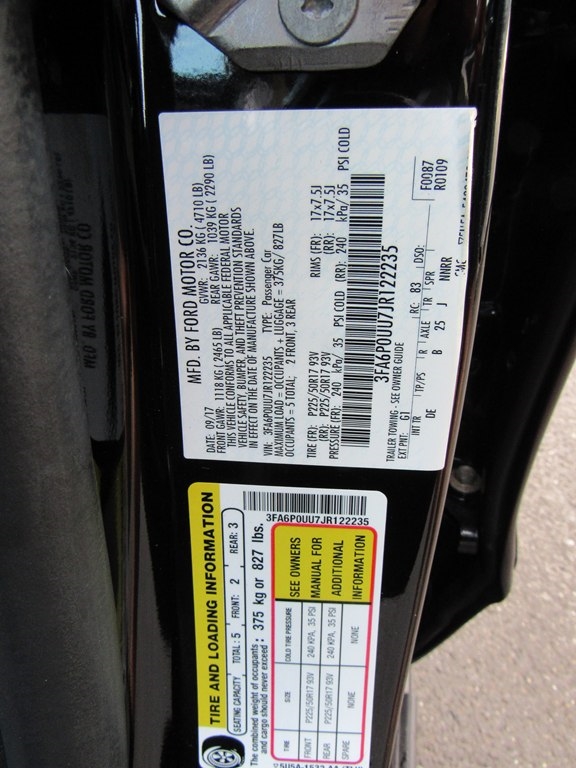 MFD. BY FORD MOTOR CO.
DATE: 09/17 GVWR: 2136 KG ( 4710 LB)
FRONT GAWR: 1118 KG ( 2465 LB) REAR GAWR: 1039 KG ( 2290 LB)
THIS VEHICLE CONFORMS TO ALL APPLICABLE FEDERAL MOTOR
VEHICLE SAFETY, BUMPER, AND THEFT PREVENTION STANDARDS
IN EFFECT ON THE DATE OF MANUFACTURE SHOWN ABOVE.
VIN: 3FA6P0UU7JR122235 TYPE: Passenger Car
MAXIMUM LOAD = OCCUPANTS + LUGGAGE = 375KG/ 827LB
OCCUPANTS = 5 TOTAL: 2 FRONT, 3 REAR
TIRE (FR): P225/50R17 93V RIMS (FR): 17x7.5J
(RR): P225/50R17 93V (RR): 17x7.5J
PRESSURE (FR): 240 kPa/ 35 PSI COLD (RR): 240 kPa/ 35 PSI COLD
3FA6P0UU7JR122235
F0087
R0109
TRAILER TOWING - SEE OWNER GUIDE
EXT PNT: G1 RC: 83 DSO:
INT TR TP/PS R AXLE TR SPR
DE B 25 J NNRR
TIRE AND LOADING INFORMATION
SEATING CAPACITY TOTAL: 5 FRONT: 2 REAR: 3
The combined weight of occupants
and cargo should never exceed: 375 kg or 827 lbs.
3FA6P0UU7JR122235
TIRE SIZE COLD TIRE PRESSURE
FRONT P225/50R17 93V 240 KPA, 35 PSI
REAR P225/50R17 93V 240 KPA, 35 PSI
SPARE NONE NONE
SEE OWNERS
MANUAL FOR
ADDITIONAL
INFORMATION